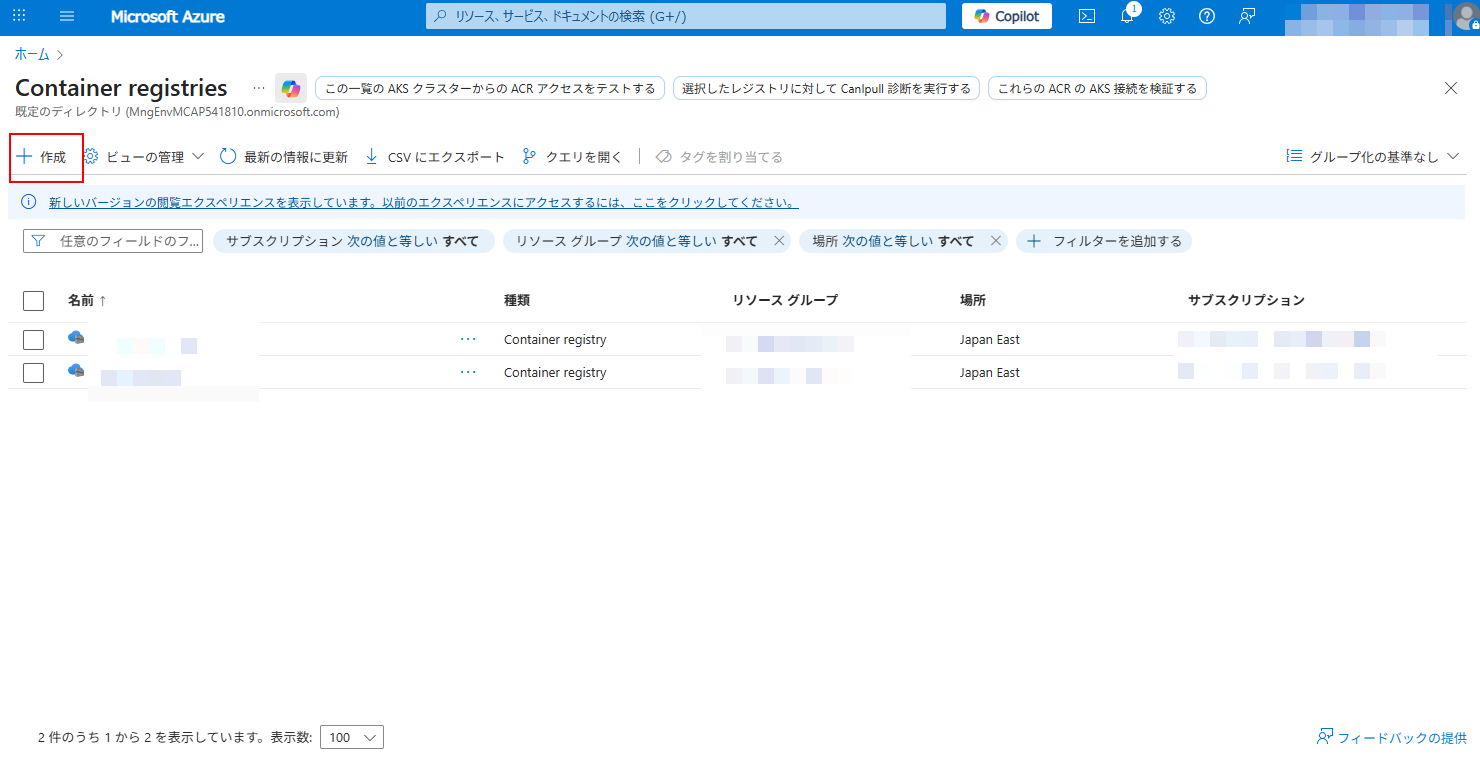 Microsoft Azure
リソース、サービス、ドキュメントの検索 (G+/)
Copilot
1
ホーム
Container registries
この一覧の AKS クラスターからの ACR アクセスをテストする
選択したレジストリに対して CanIpull 診断を実行する
これらの ACR の AKS 接続を検証する
既定のディレクトリ (MngEnvMCAP541810.onmicrosoft.com)
作成
ビューの管理
最新の情報に更新
CSV にエクスポート
クエリを開く
タグを割り当てる
グループ化の基準なし
新しいバージョンの閲覧エクスペリエンスを表示しています。以前のエクスペリエンスにアクセスするには、ここをクリックしてください。
任意のフィールドのフ...
サブスクリプション 次の値と等しい すべて
リソース グループ 次の値と等しい すべて
場所 次の値と等しい すべて
フィルターを追加する
名前 ↑
種類
リソース グループ
場所
サブスクリプション
Container registry
Japan East
Container registry
Japan East
2 件のうち 1 から 2 を表示しています。表示数:
100
フィードバックの提供